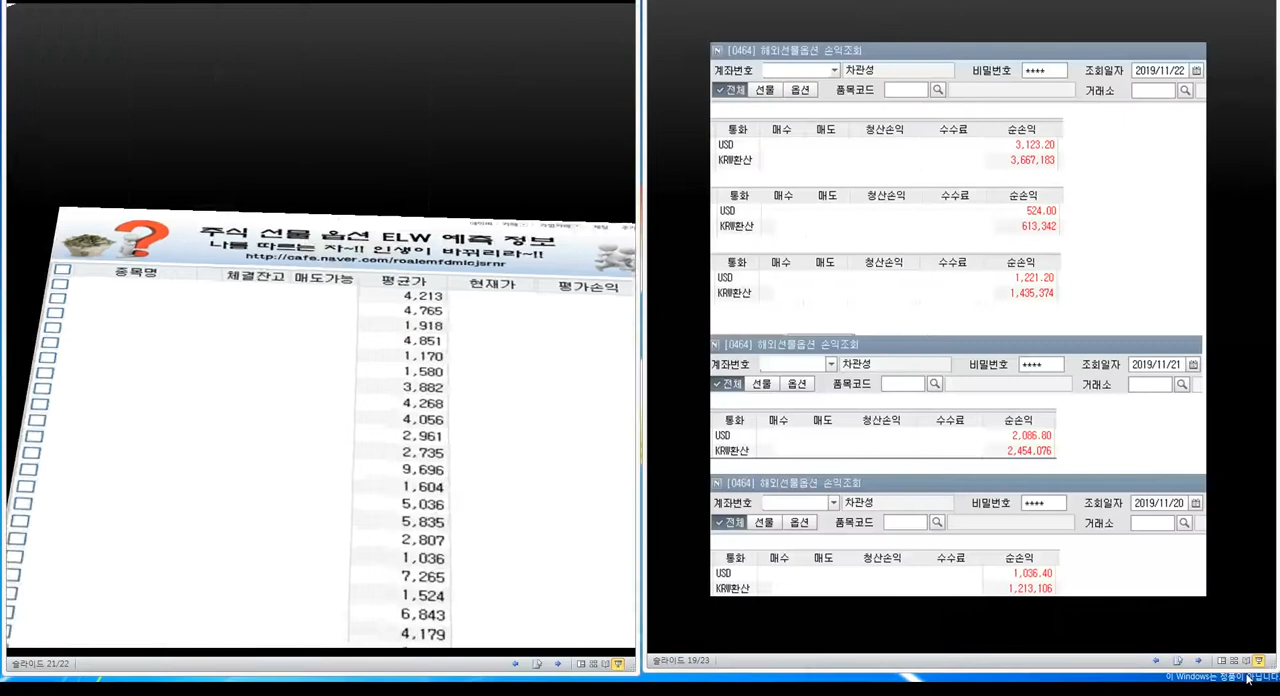 주식 선물 옵션 ELW 예측 정보
나를 따르는 자~!! 인생이 바뀌리라~!!
http://cafe.naver.com/roalemfdmlcjsrnr
종목명 체결잔고 매도가능 평균가 현재가 평가손익
4,213
4,765
1,918
4,851
1,170
1,580
3,882
4,268
4,056
2,961
2,735
9,696
1,604
5,036
5,835
2,807
1,036
7,265
1,524
6,843
4,179
슬라이드 21/22
[0464] 해외선물옵션 손익조회
계좌번호 차관성 비밀번호 **** 조회일자 2019/11/22
전체 선물 옵션 품목코드 거래소
통화 매수 매도 청산손익 수수료 순손익
USD 3,123.20
KRW환산 3,667,183
통화 매수 매도 청산손익 수수료 순손익
USD 524.00
KRW환산 613,342
통화 매수 매도 청산손익 수수료 순손익
USD 1,221.20
KRW환산 1,435,374
[0464] 해외선물옵션 손익조회
계좌번호 차관성 비밀번호 **** 조회일자 2019/11/21
전체 선물 옵션 품목코드 거래소
통화 매수 매도 청산손익 수수료 순손익
USD 2,086.80
KRW환산 2,454,076
[0464] 해외선물옵션 손익조회
계좌번호 차관성 비밀번호 **** 조회일자 2019/11/20
전체 선물 옵션 품목코드 거래소
통화 매수 매도 청산손익 수수료 순손익
USD 1,036.40
KRW환산 1,213,106
슬라이드 19/23
이 Windows는 정품이 아닙니다.